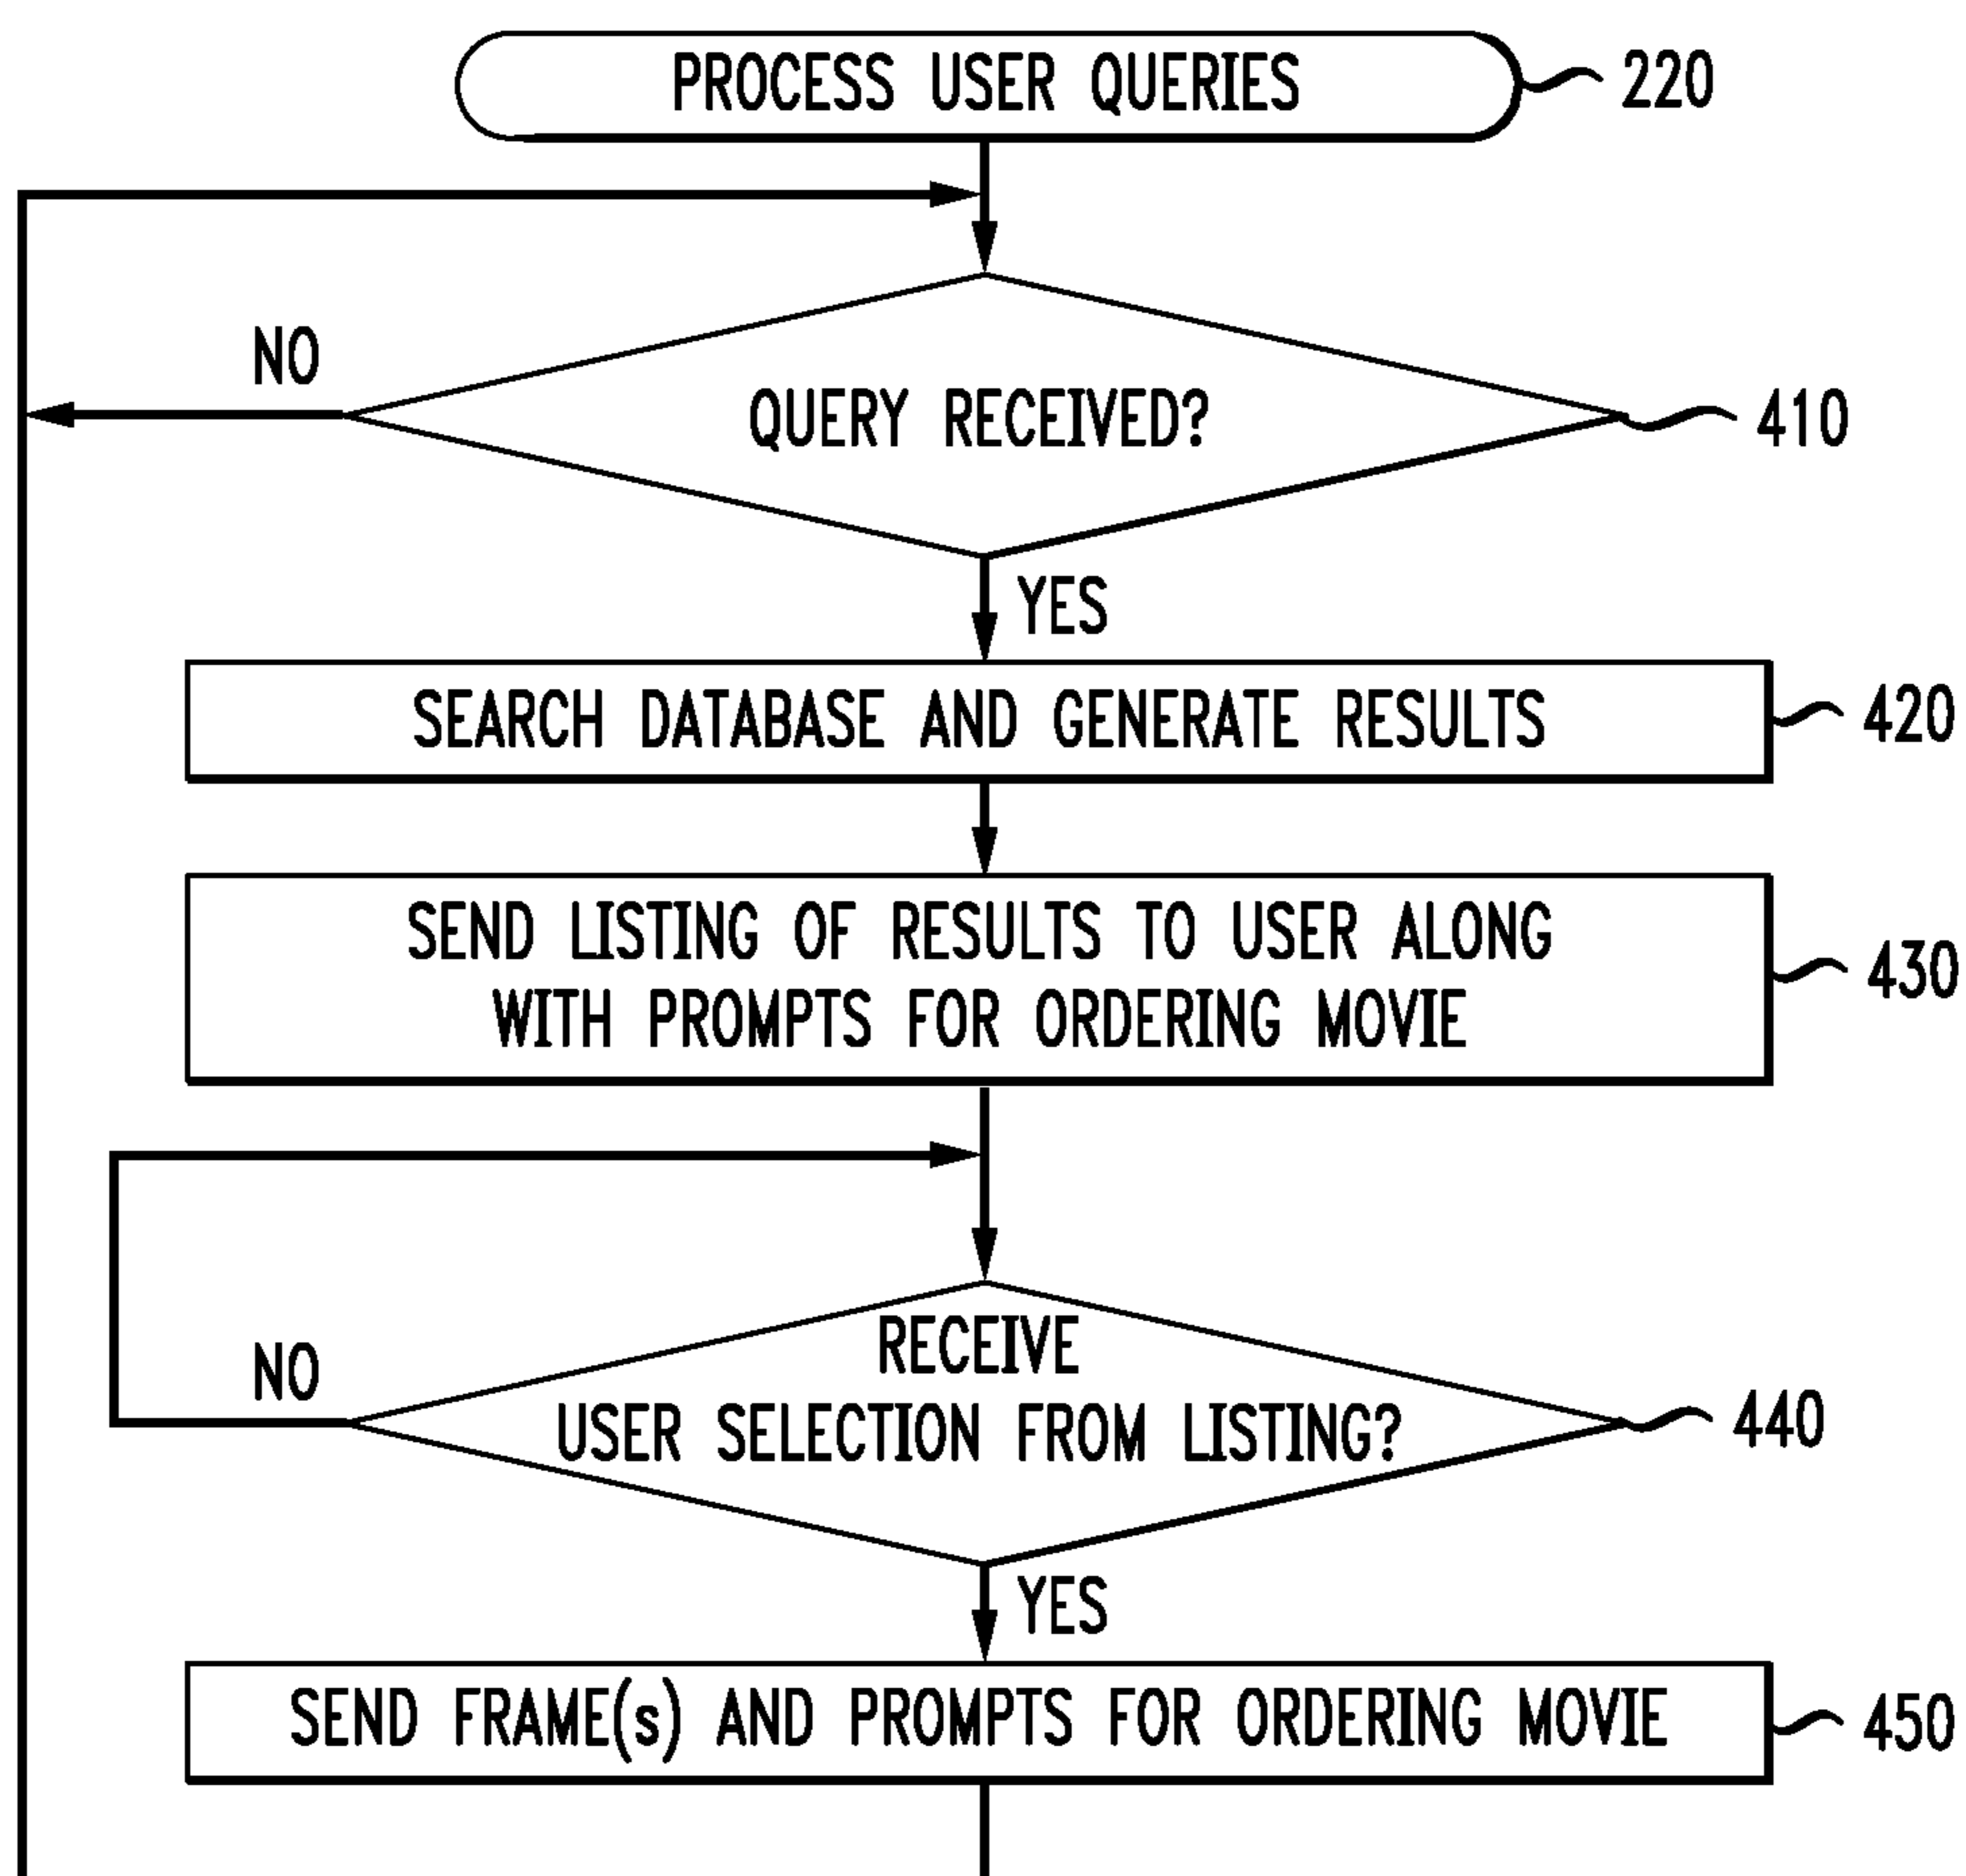 PROCESS USER QUERIES
220
NO
QUERY RECEIVED?
410
YES
SEARCH DATABASE AND GENERATE RESULTS
420
SEND LISTING OF RESULTS TO USER ALONG
WITH PROMPTS FOR ORDERING MOVIE
430
NO
RECEIVE
USER SELECTION FROM LISTING?
440
YES
SEND FRAME(s) AND PROMPTS FOR ORDERING MOVIE
450